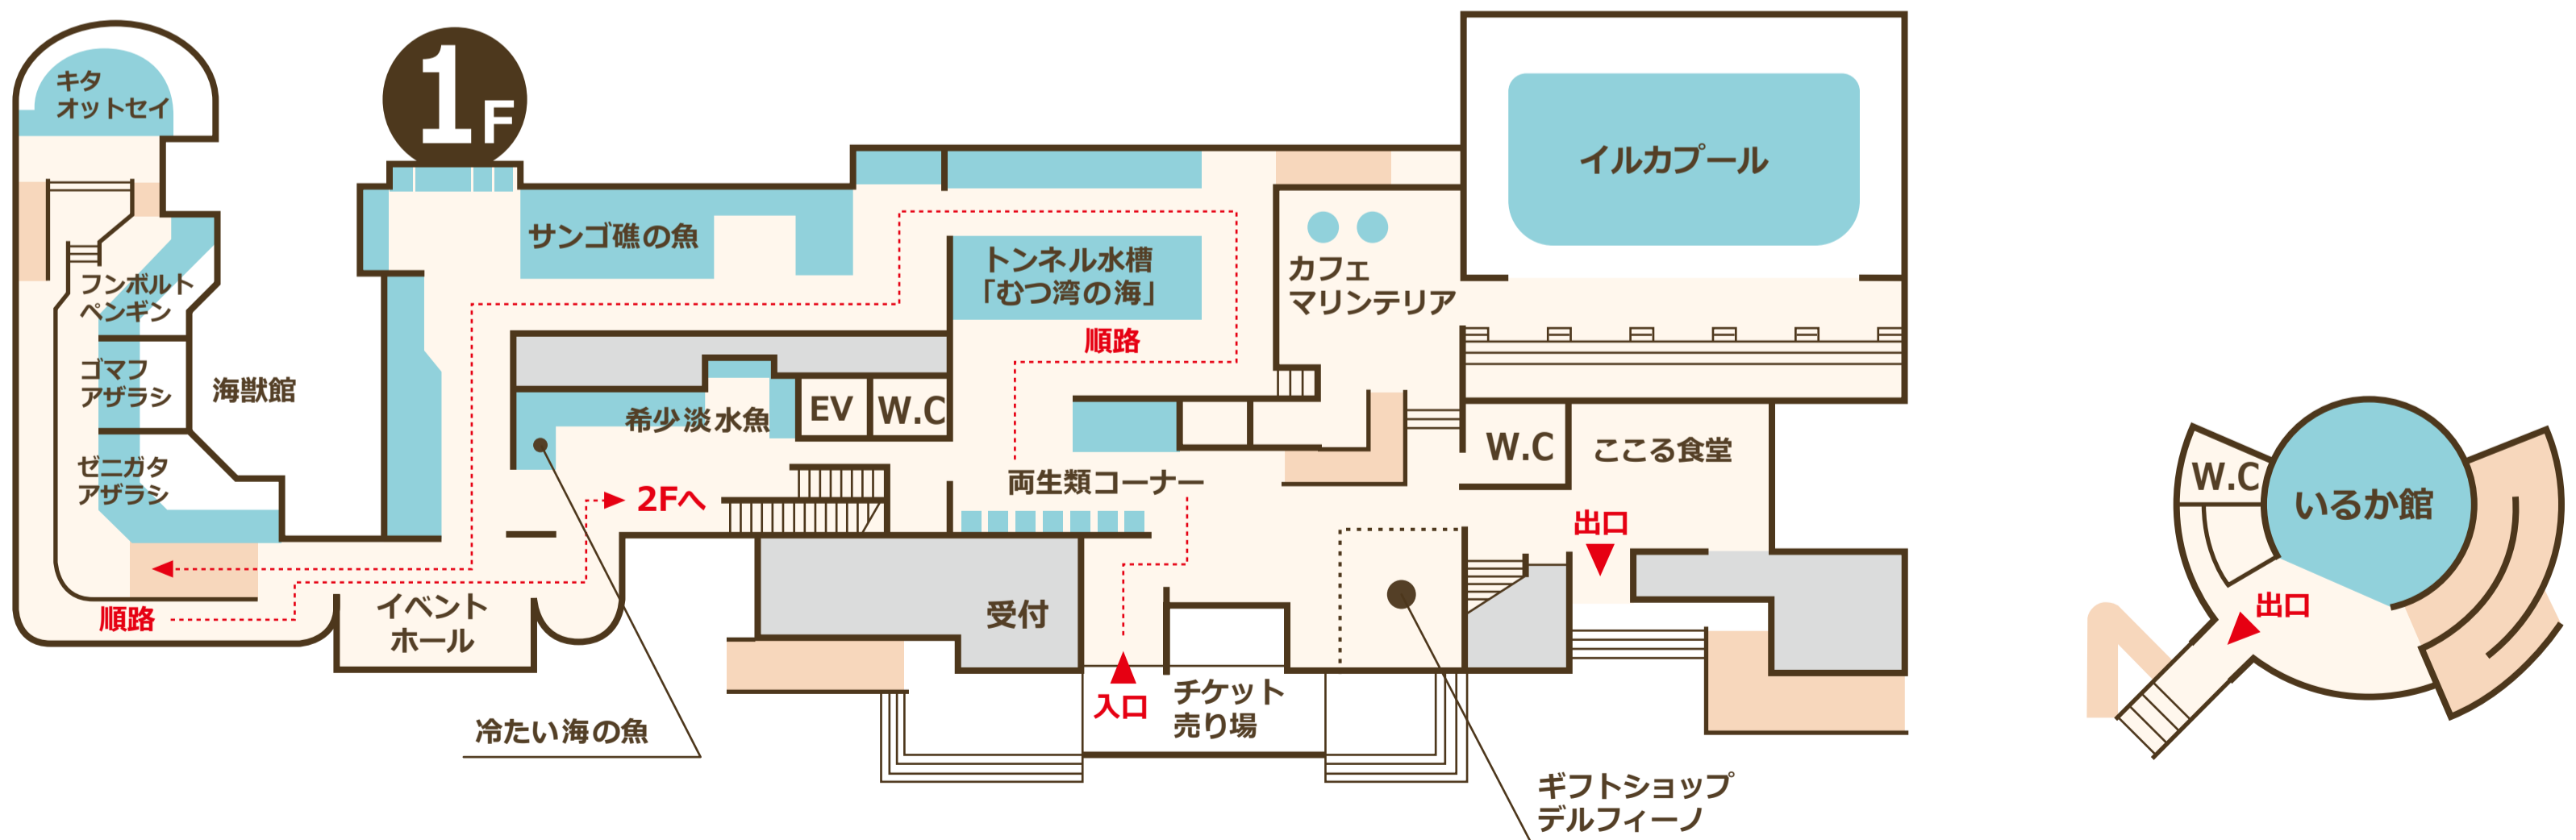 キタ
オットセイ
1F
サンゴ礁の魚
トンネル水槽
「むつ湾の海」
順路
カフェ
マリンテリア
イルカプール
フンボルト
ペンギン
ゴマフ
アザラシ
ゼニガタ
アザラシ
海獣館
希少淡水魚
EV
W.C
2Fへ
両生類コーナー
W.C
こころ食堂
出口
順路
イベント
ホール
受付
入口
チケット
売り場
冷たい海の魚
ギフトショップ
デルフィーノ
W.C
いるか館
出口